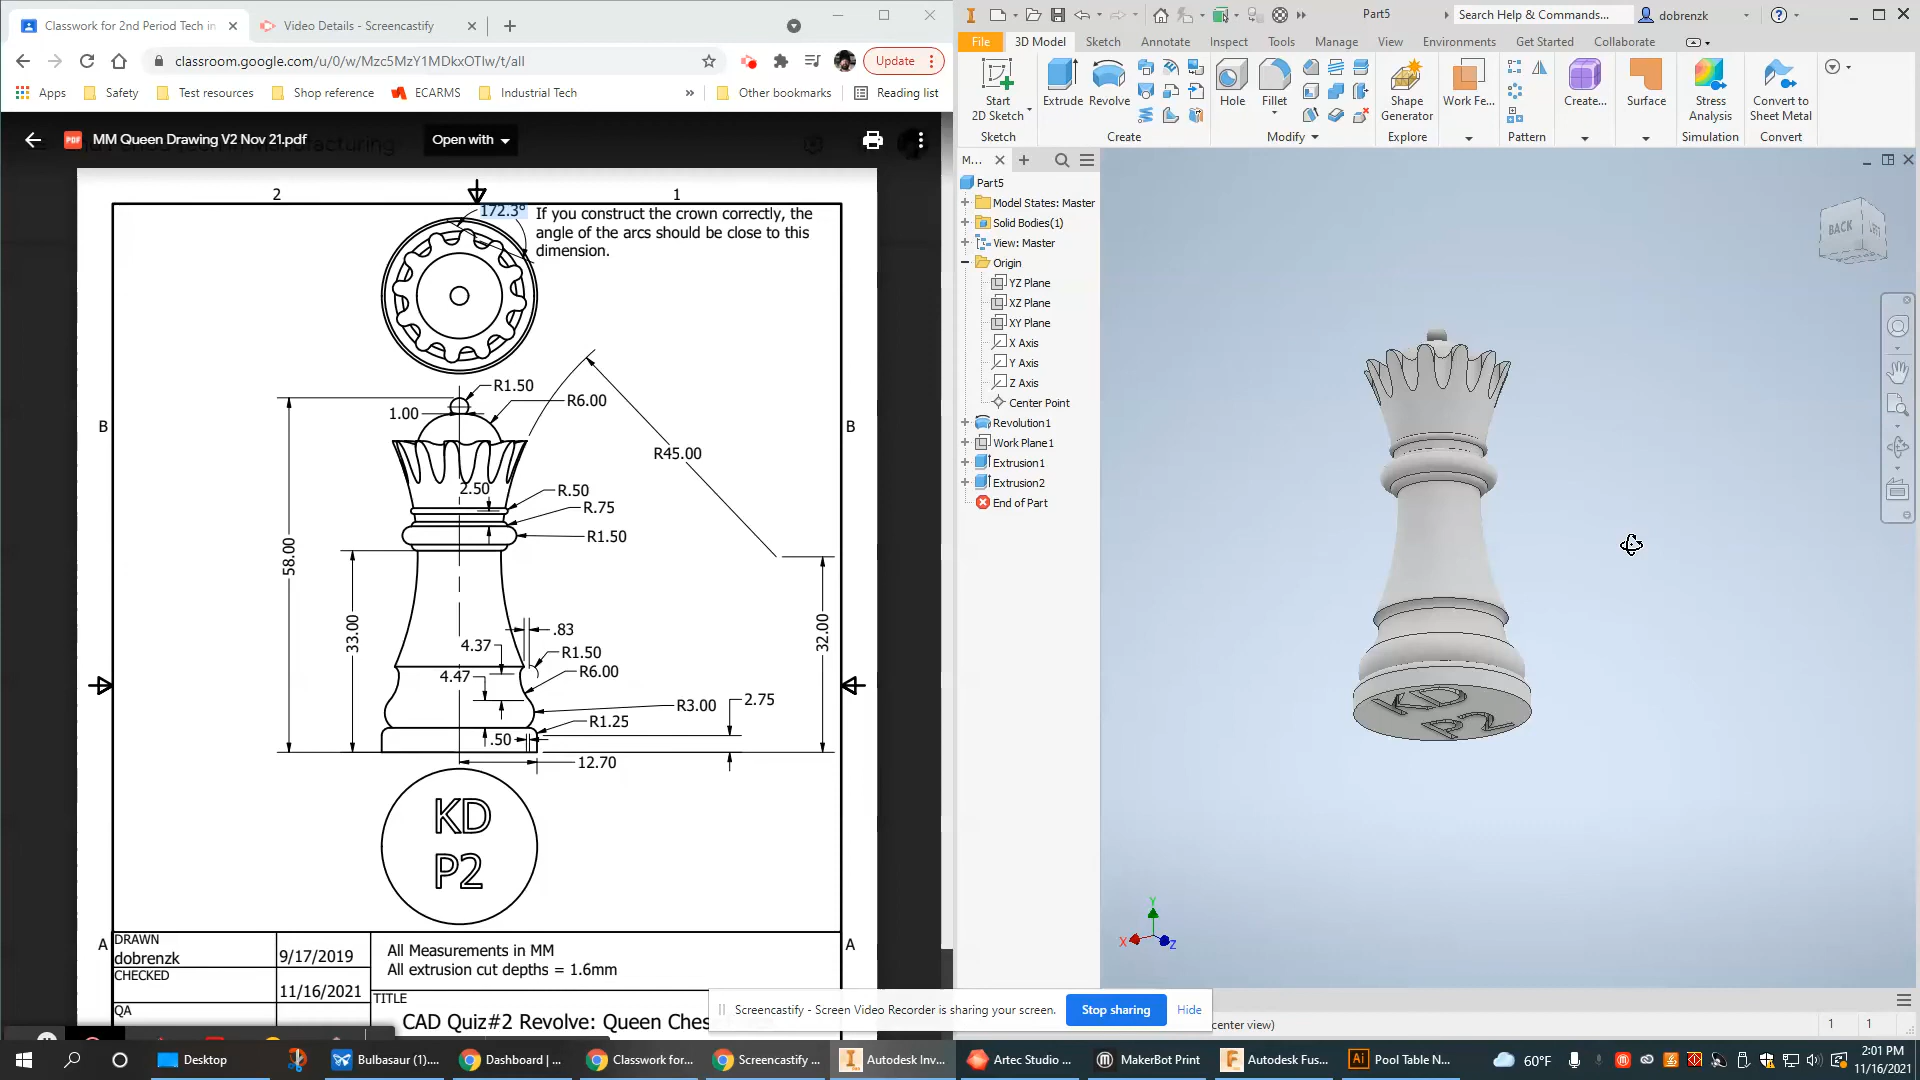 Classwork for 2nd Period Tech in
Video Details - Screencastify
classroom.google.com/u/0/w/Mzc5MzY1MDkxOTIw/t/all
Update
Apps
Safety
Test resources
Shop reference
ECARMS
Industrial Tech
»
Other bookmarks
Reading list
PDF
MM Queen Drawing V2 Nov 21.pdf
Open with
2
1
172.3°
If you construct the crown correctly, the
angle of the arcs should be close to this
dimension.
R1.50
1.00
R6.00
B
B
R45.00
2.50
R.50
R.75
R1.50
58.00
33.00
32.00
.83
4.37
R1.50
4.47
R6.00
R3.00
2.75
R1.25
.50
12.70
KD
P2
A
A
DRAWN
dobrenzk
9/17/2019
CHECKED
11/16/2021
QA
All Measurements in MM
All extrusion cut depths = 1.6mm
TITLE
CAD Quiz#2 Revolve: Queen Ches
Screencastify - Screen Video Recorder is sharing your screen.
Stop sharing
Hide
Part5
Search Help & Commands...
dobrenzk
File
3D Model
Sketch
Annotate
Inspect
Tools
Manage
View
Environments
Get Started
Collaborate
Start
2D Sketch
Extrude
Revolve
Hole
Fillet
Shape
Generator
Work Fe...
Create...
Surface
Stress
Analysis
Convert to
Sheet Metal
Sketch
Create
Modify
Explore
Pattern
Simulation
Convert
M...
Part5
Model States: Master
Solid Bodies(1)
View: Master
Origin
YZ Plane
XZ Plane
XY Plane
X Axis
Y Axis
Z Axis
Center Point
Revolution1
Work Plane1
Extrusion1
Extrusion2
End of Part
BACK
LEFT
KD
P2
Y
X
Z
center view)
1
1
Desktop
Bulbasaur (1)....
Dashboard | ...
Classwork for...
Screencastify ...
Autodesk Inv...
Artec Studio ...
MakerBot Print
Autodesk Fus...
Pool Table N...
60°F
2:01 PM
11/16/2021